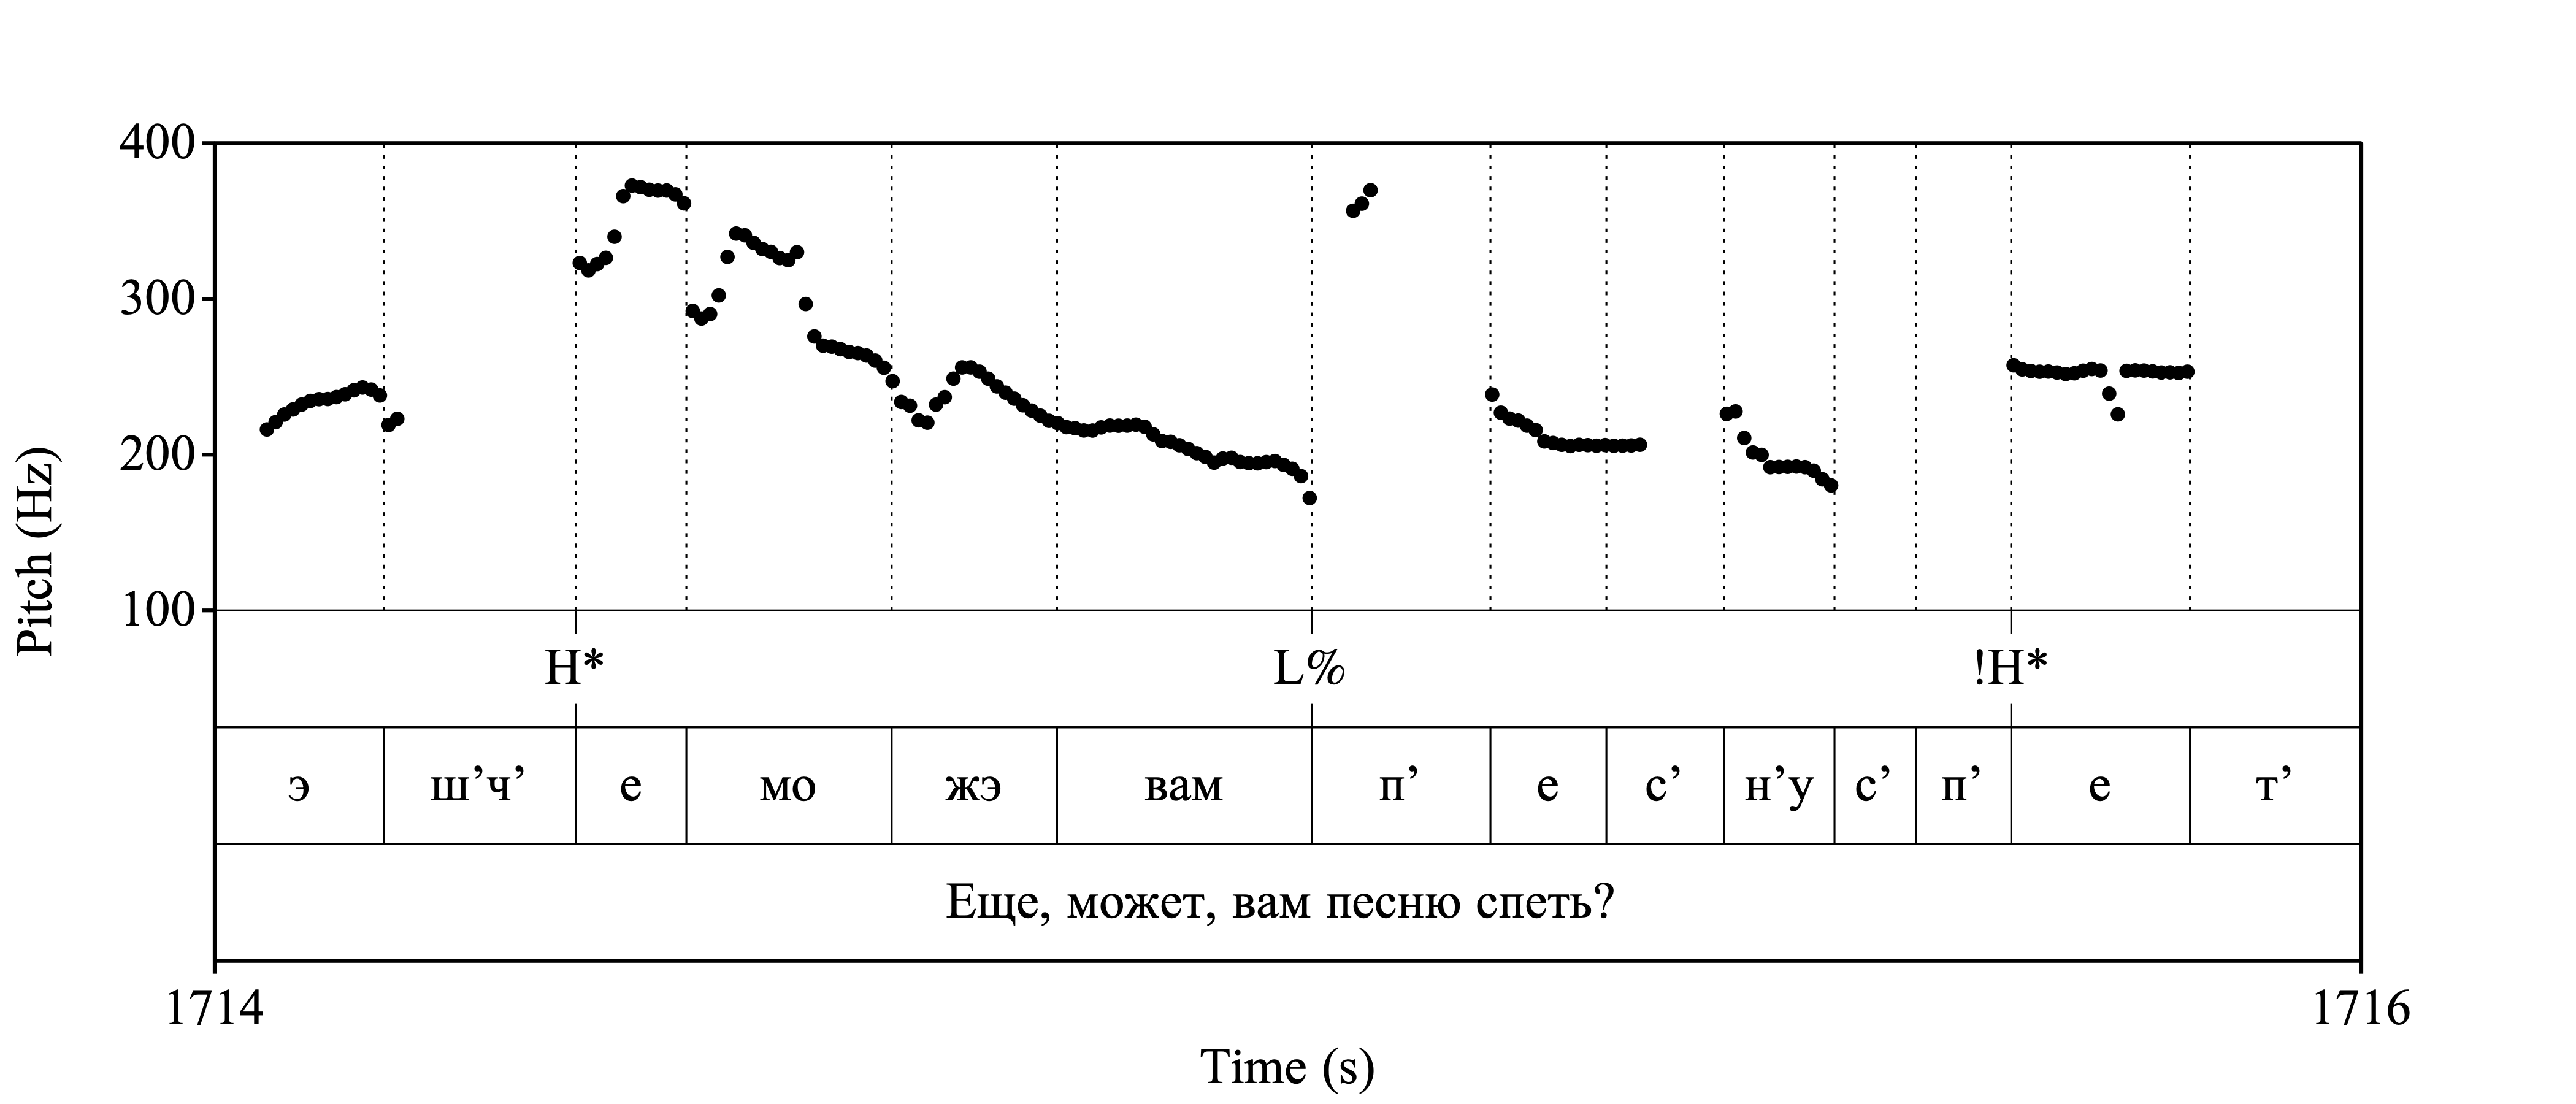 400
300
200
100
Pitch (Hz)
H* L% !H*
э ш’ч’ е мо жэ вам п’ е с’ н’у с’ п’ е т’
Еще, может, вам песню спеть?
1714 1716
Time (s)